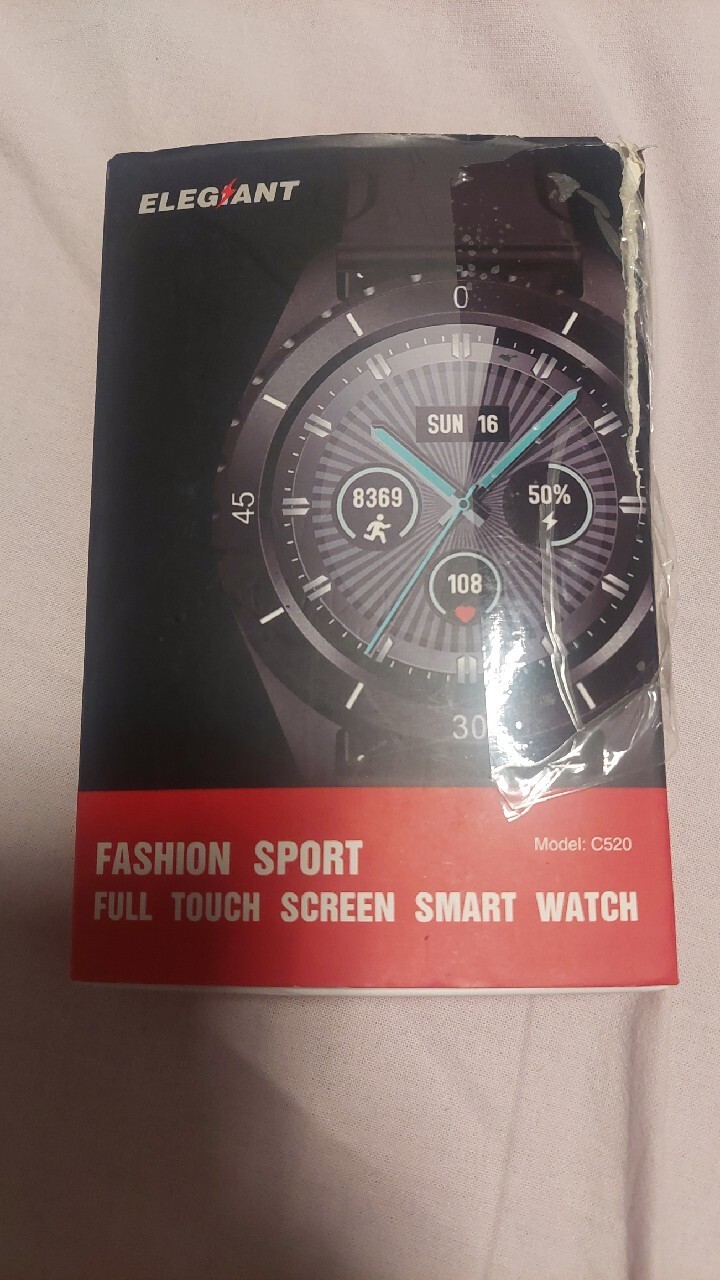 ELEGIANT
0
SUN 16
8369
50%
45
108
30
Model: C520
FASHION SPORT
FULL TOUCH SCREEN SMART WATCH